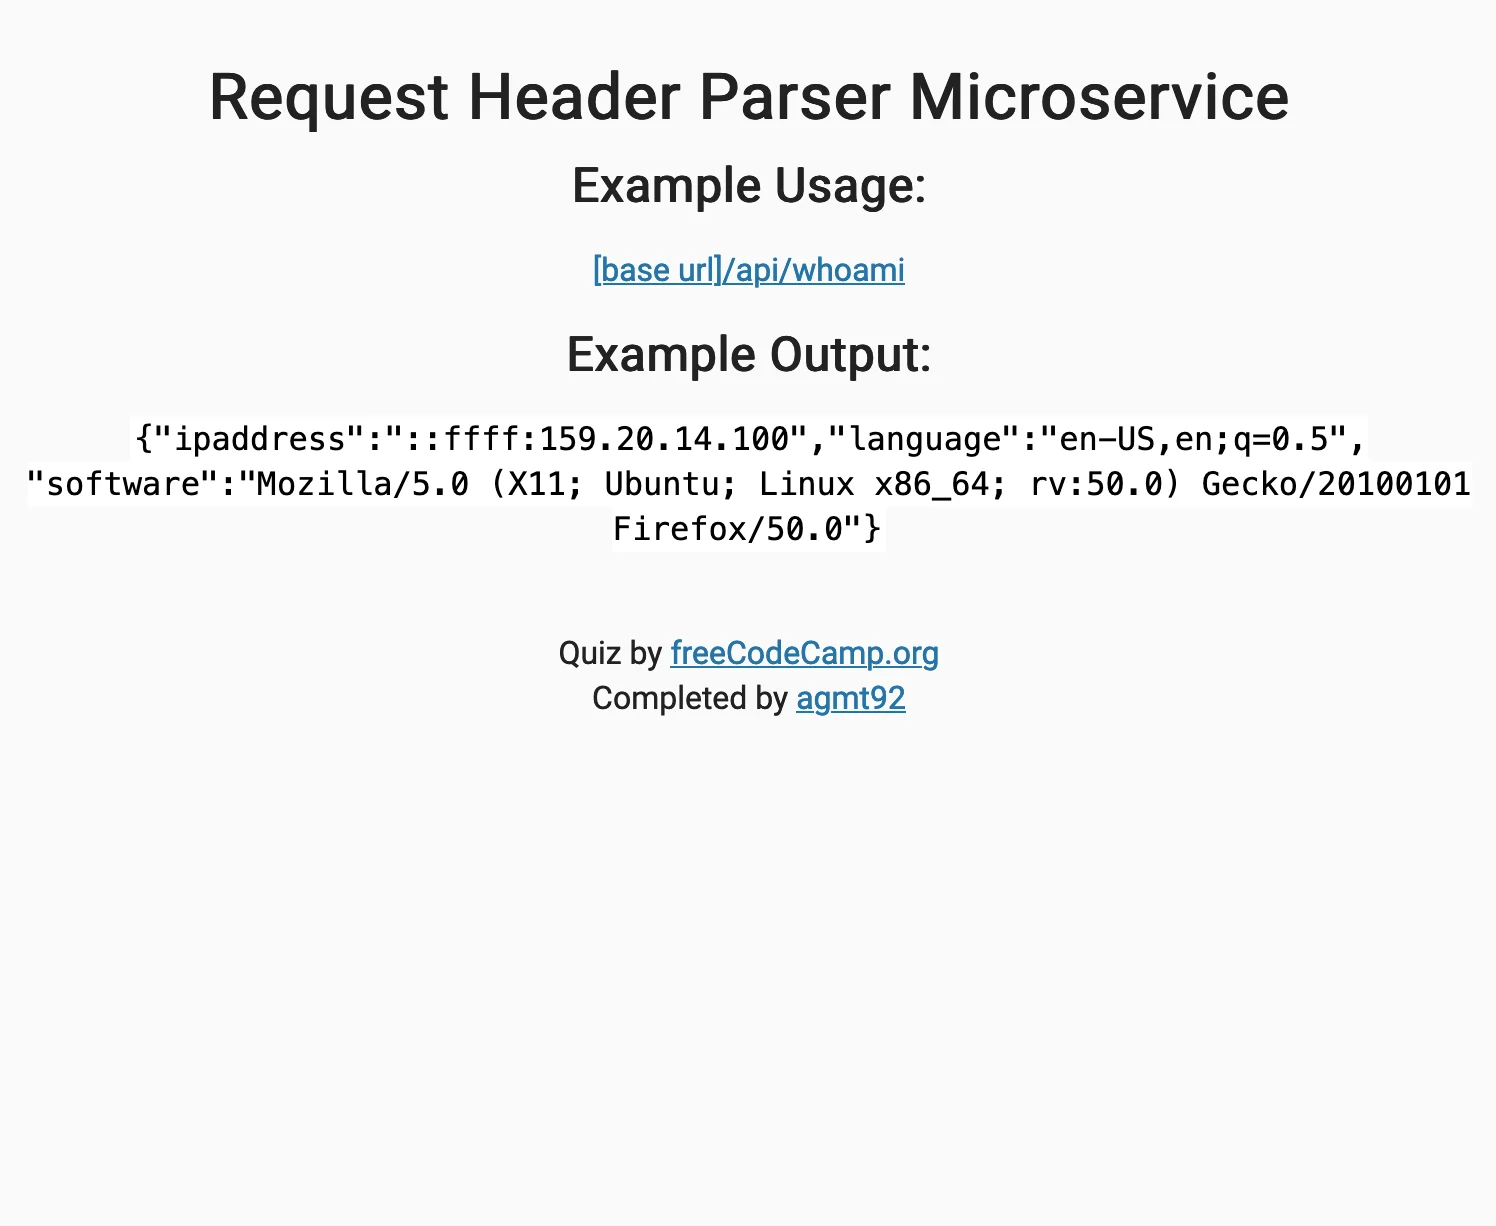 Request Header Parser Microservice
Example Usage:
[base url]/api/whoami
Example Output:
{"ipaddress":"::ffff:159.20.14.100","language":"en-US,en;q=0.5",
"software":"Mozilla/5.0 (X11; Ubuntu; Linux x86_64; rv:50.0) Gecko/20100101
Firefox/50.0"}
Quiz by freeCodeCamp.org
Completed by agmt92